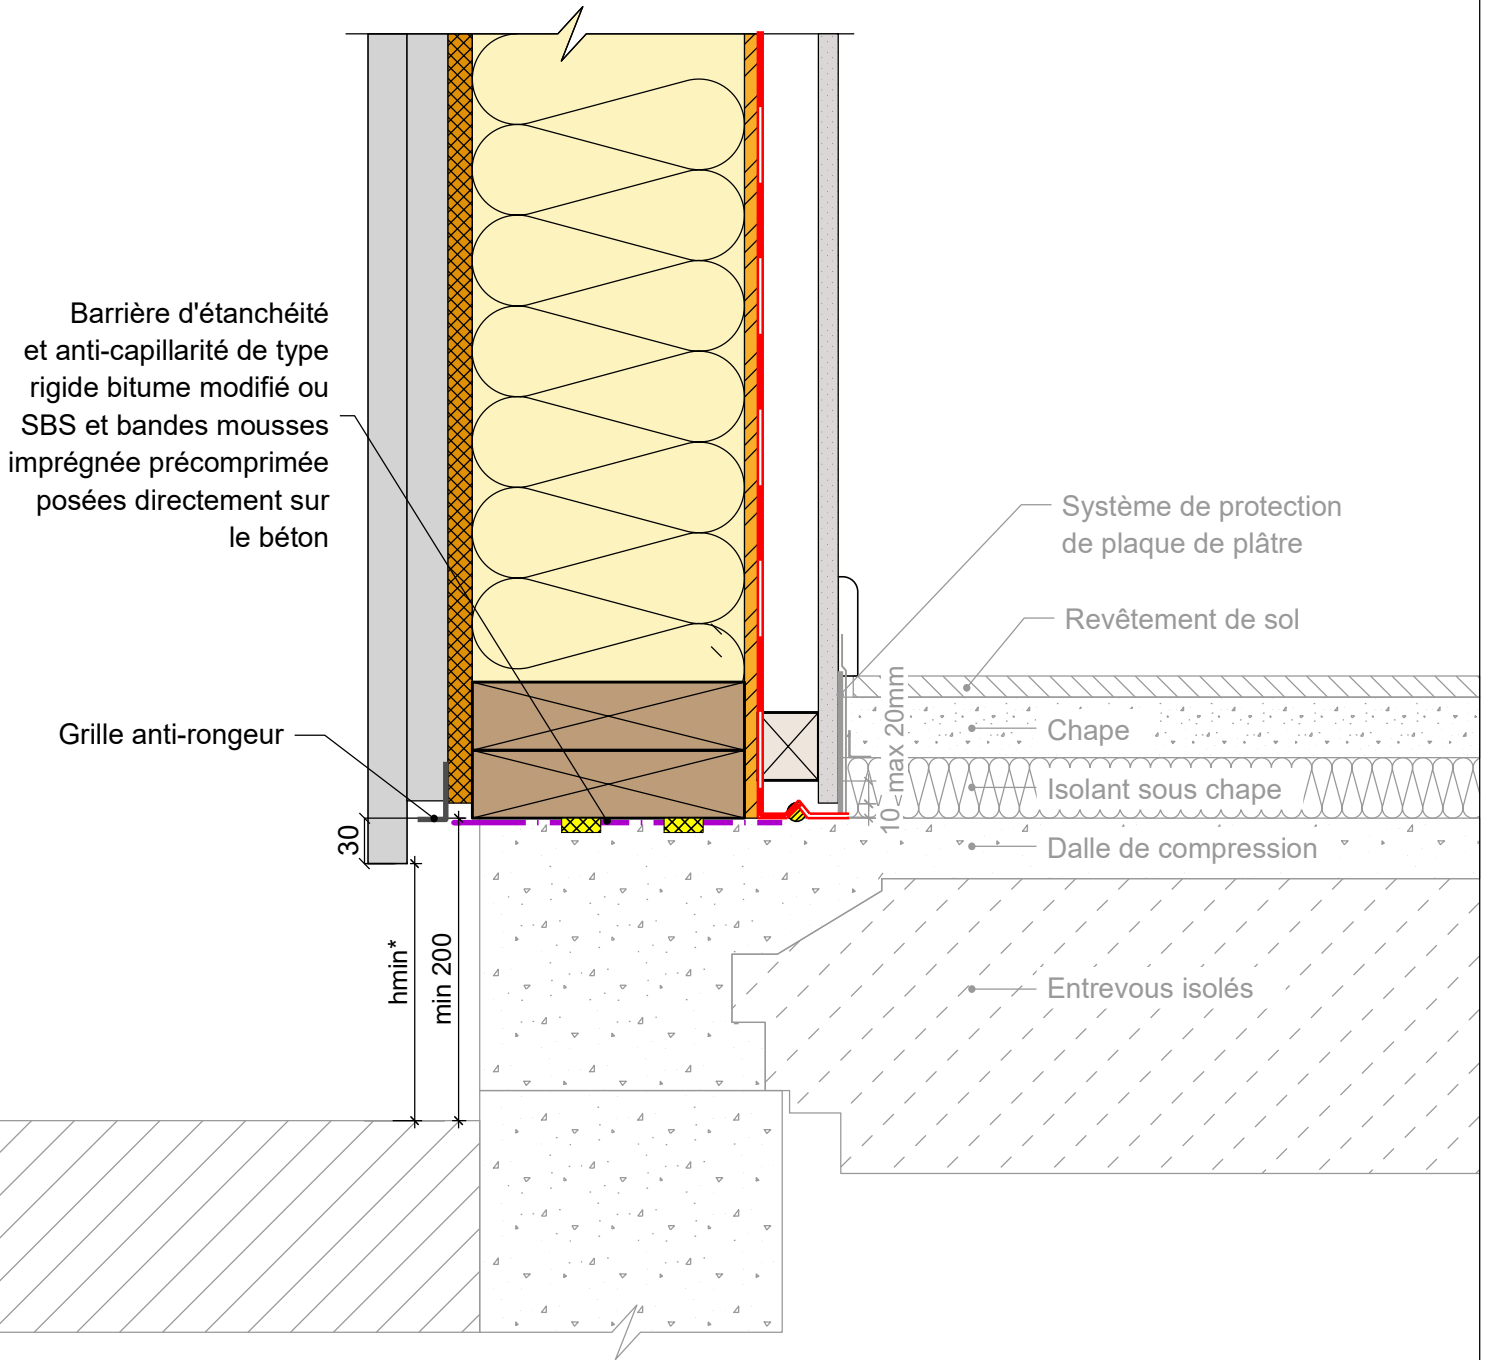 Barrière d'étanchéité
et anti-capillarité de type
rigide bitume modifié ou
SBS et bandes mousses
imprégnée précomprimée
posées directement sur
le béton
Système de protection
de plaque de plâtre
Revêtement de sol
Grille anti-rongeur
10<max 20mm
Chape
Isolant sous chape
30
Dalle de compression
hmin*
min 200
Entrevous isolés